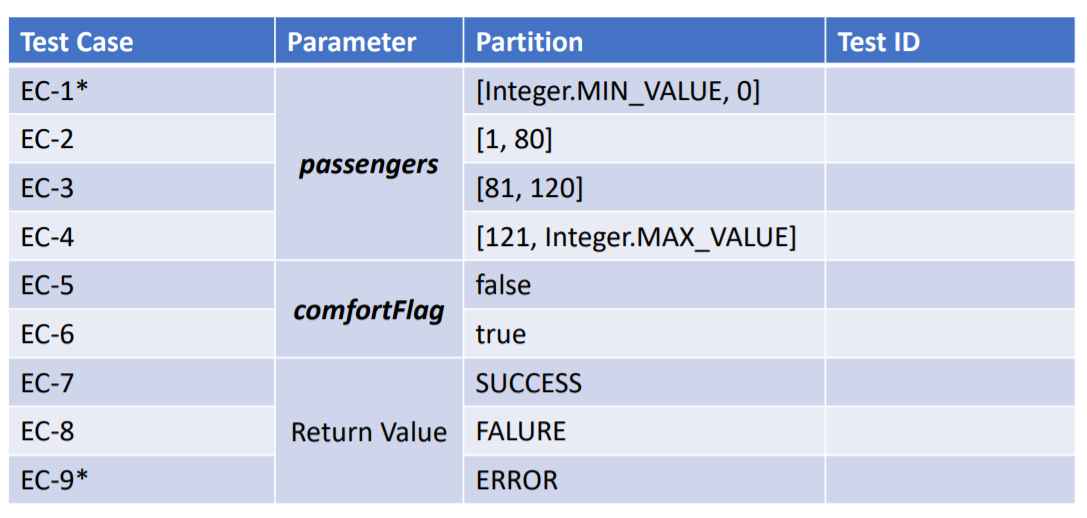 Test Case Parameter Partition Test ID
EC-1* [Integer.MIN_VALUE, 0]
EC-2 [1, 80]
passengers
EC-3 [81, 120]
EC-4 [121, Integer.MAX_VALUE]
EC-5 false
comfortFlag
EC-6 true
EC-7 SUCCESS
EC-8 Return Value FALURE
EC-9* ERROR